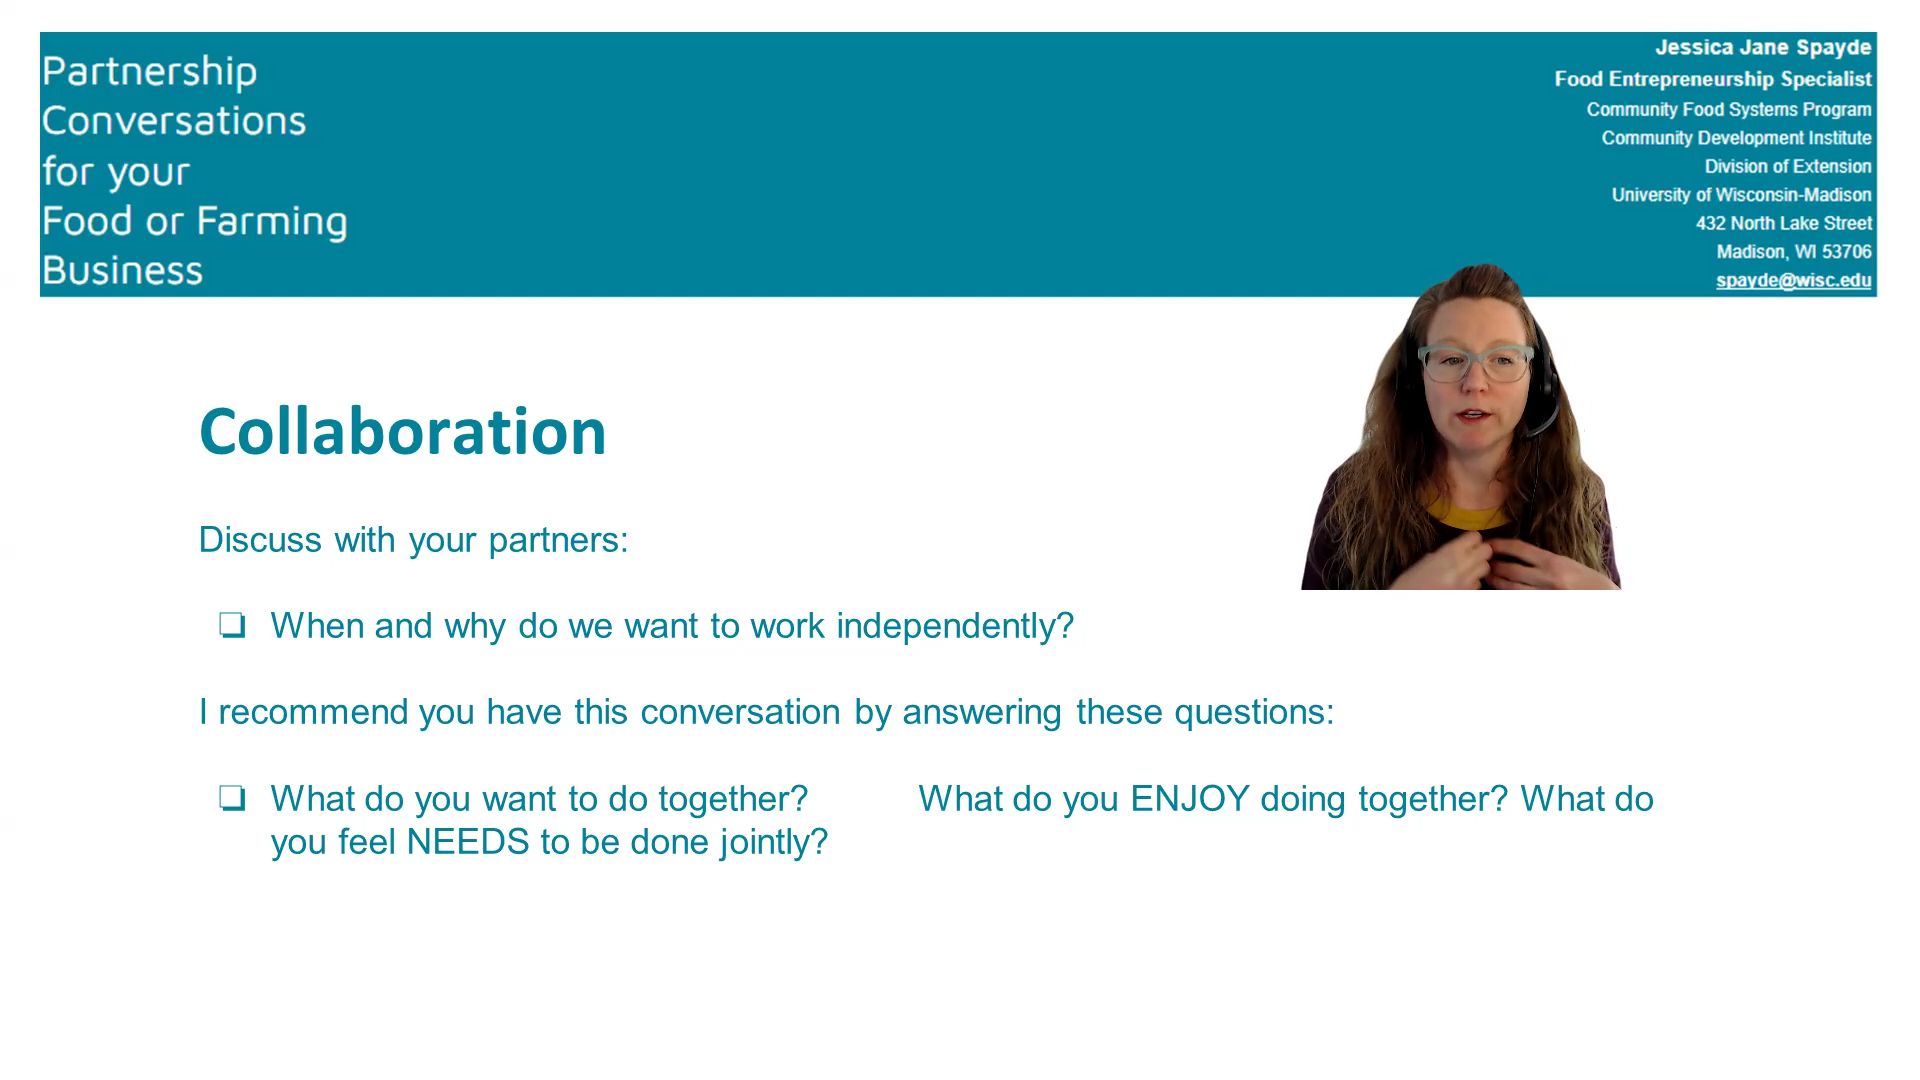 Partnership
Conversations
for your
Food or Farming
Business
Jessica Jane Spayde
Food Entrepreneurship Specialist
Community Food Systems Program
Community Development Institute
Division of Extension
University of Wisconsin-Madison
432 North Lake Street
Madison, WI 53706
spayde@wisc.edu
Collaboration
Discuss with your partners:
❏ When and why do we want to work independently?
I recommend you have this conversation by answering these questions:
❏ What do you want to do together? What do you ENJOY doing together? What do
you feel NEEDS to be done jointly?